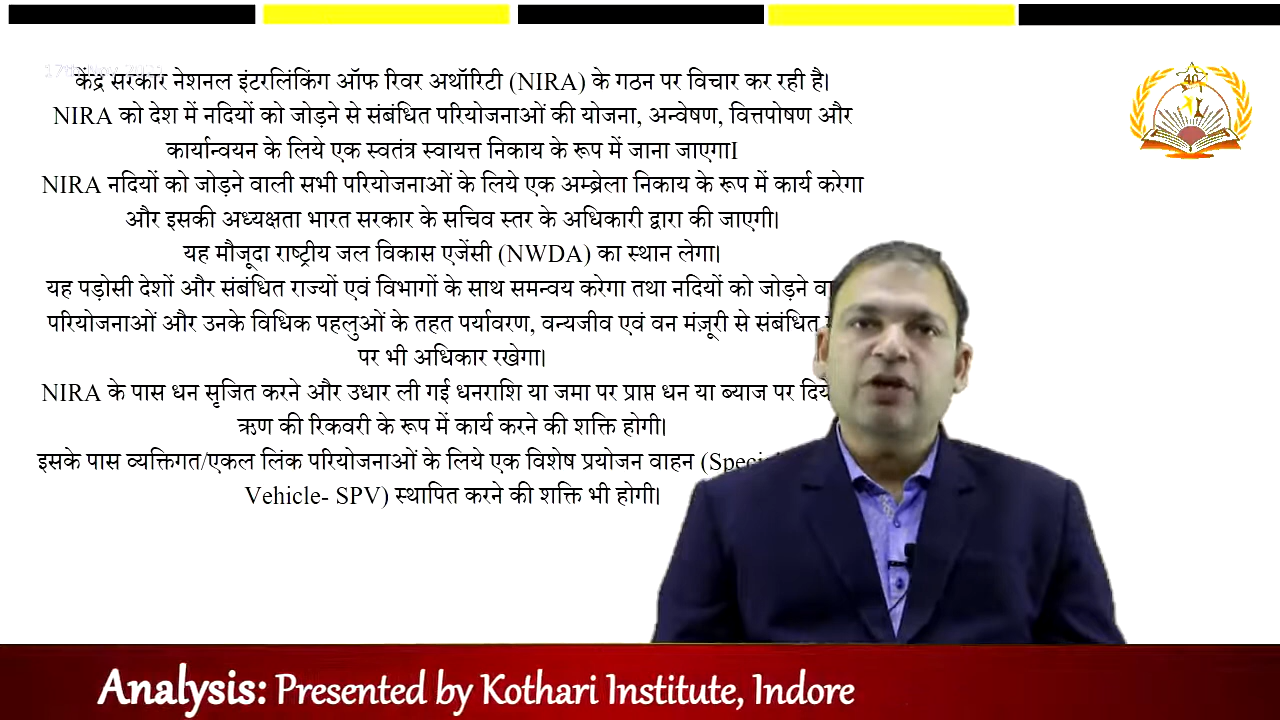 केंद्र सरकार नेशनल इंटरलिंकिंग ऑफ रिवर अथॉरिटी (NIRA) के गठन पर विचार कर रही है।
NIRA को देश में नदियों को जोड़ने से संबंधित परियोजनाओं की योजना, अन्वेषण, वित्तपोषण और
कार्यान्वयन के लिये एक स्वतंत्र स्वायत्त निकाय के रूप में जाना जाएगाI
NIRA नदियों को जोड़ने वाली सभी परियोजनाओं के लिये एक अम्ब्रेला निकाय के रूप में कार्य करेगा
और इसकी अध्यक्षता भारत सरकार के सचिव स्तर के अधिकारी द्वारा की जाएगी।
यह मौजूदा राष्ट्रीय जल विकास एजेंसी (NWDA) का स्थान लेगा।
यह पड़ोसी देशों और संबंधित राज्यों एवं विभागों के साथ समन्वय करेगा तथा नदियों को जोड़ने
परियोजनाओं और उनके विधिक पहलुओं के तहत पर्यावरण, वन्यजीव एवं वन मंज़ूरी से संबंधित
पर भी अधिकार रखेगा।
NIRA के पास धन सृजित करने और उधार ली गई धनराशि या जमा पर प्राप्त धन या ब्याज पर दिये
ऋण की रिकवरी के रूप में कार्य करने की शक्ति होगी।
इसके पास व्यक्तिगत/एकल लिंक परियोजनाओं के लिये एक विशेष प्रयोजन वाहन
Vehicle- SPV) स्थापित करने की शक्ति भी होगी।
40
Analysis: Presented by Kothari Institute, Indore